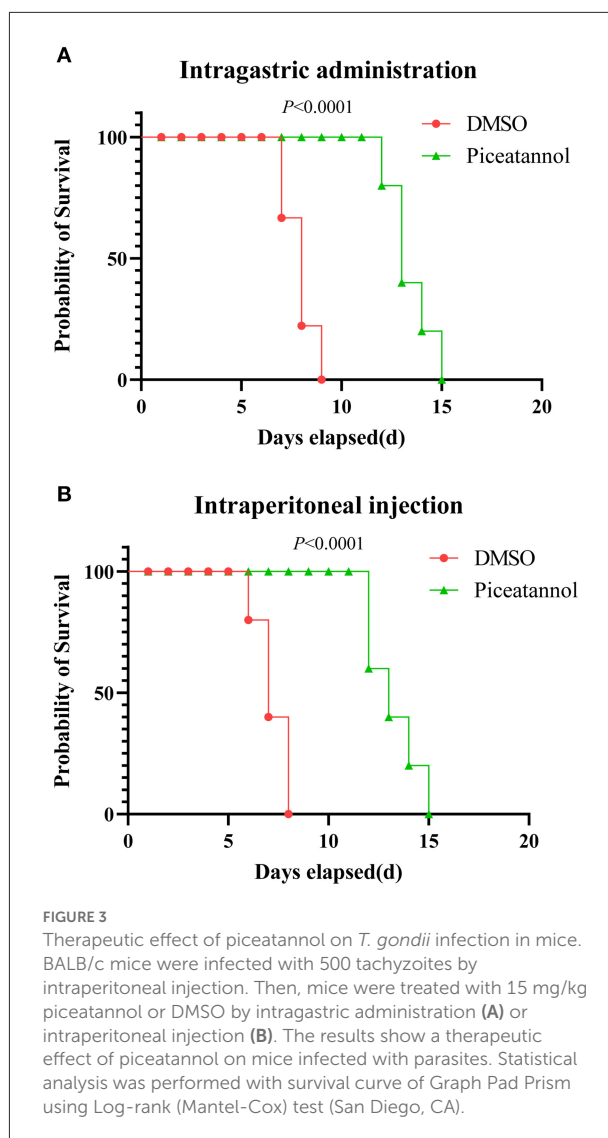 A
Intragastric administration
P<0.0001
DMSO
Piceatannol
Probability of Survival
100
50
0
0 5 10 15 20
Days elapsed(d)
B
Intraperitoneal injection
P<0.0001
DMSO
Piceatannol
Probability of Survival
100
50
0
0 5 10 15 20
Days elapsed(d)
FIGURE 3
Therapeutic effect of piceatannol on T. gondii infection in mice.
BALB/c mice were infected with 500 tachyzoites by
intraperitoneal injection. Then, mice were treated with 15 mg/kg
piceatannol or DMSO by intragastric administration (A) or
intraperitoneal injection (B). The results show a therapeutic
effect of piceatannol on mice infected with parasites. Statistical
analysis was performed with survival curve of Graph Pad Prism
using Log-rank (Mantel-Cox) test (San Diego, CA).